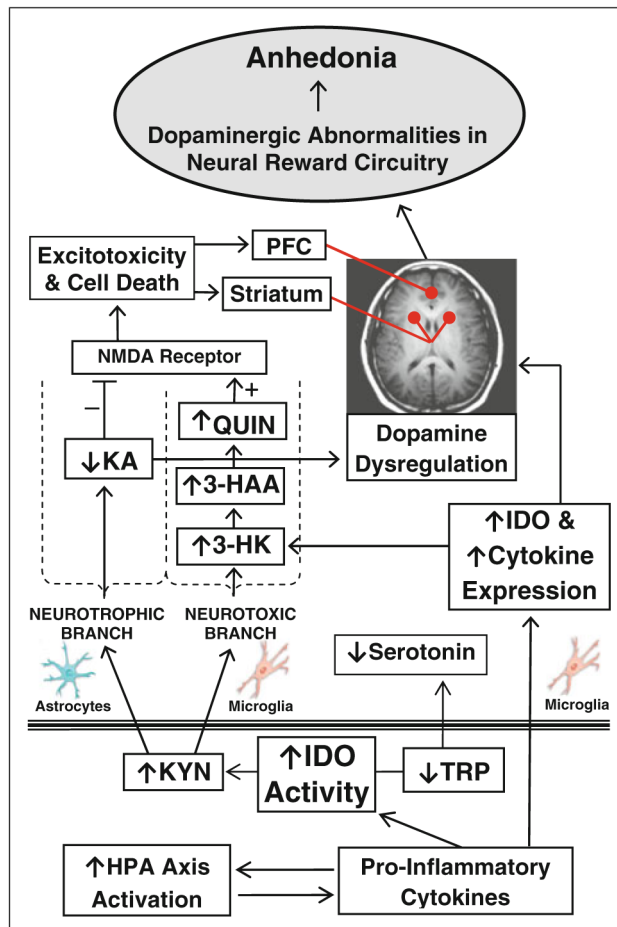 Anhedonia
↑
Dopaminergic Abnormalities in
Neural Reward Circuitry
Excitotoxicity
& Cell Death
PFC
Striatum
NMDA Receptor
–
+
↑QUIN
↓KA
↑3-HAA
↑3-HK
Dopamine
Dysregulation
↑IDO &
↑Cytokine
Expression
NEUROTROPHIC
BRANCH
NEUROTOXIC
BRANCH
Astrocytes
Microglia
↓Serotonin
Microglia
↑KYN
↑IDO
Activity
↓TRP
↑HPA Axis
Activation
Pro-Inflammatory
Cytokines